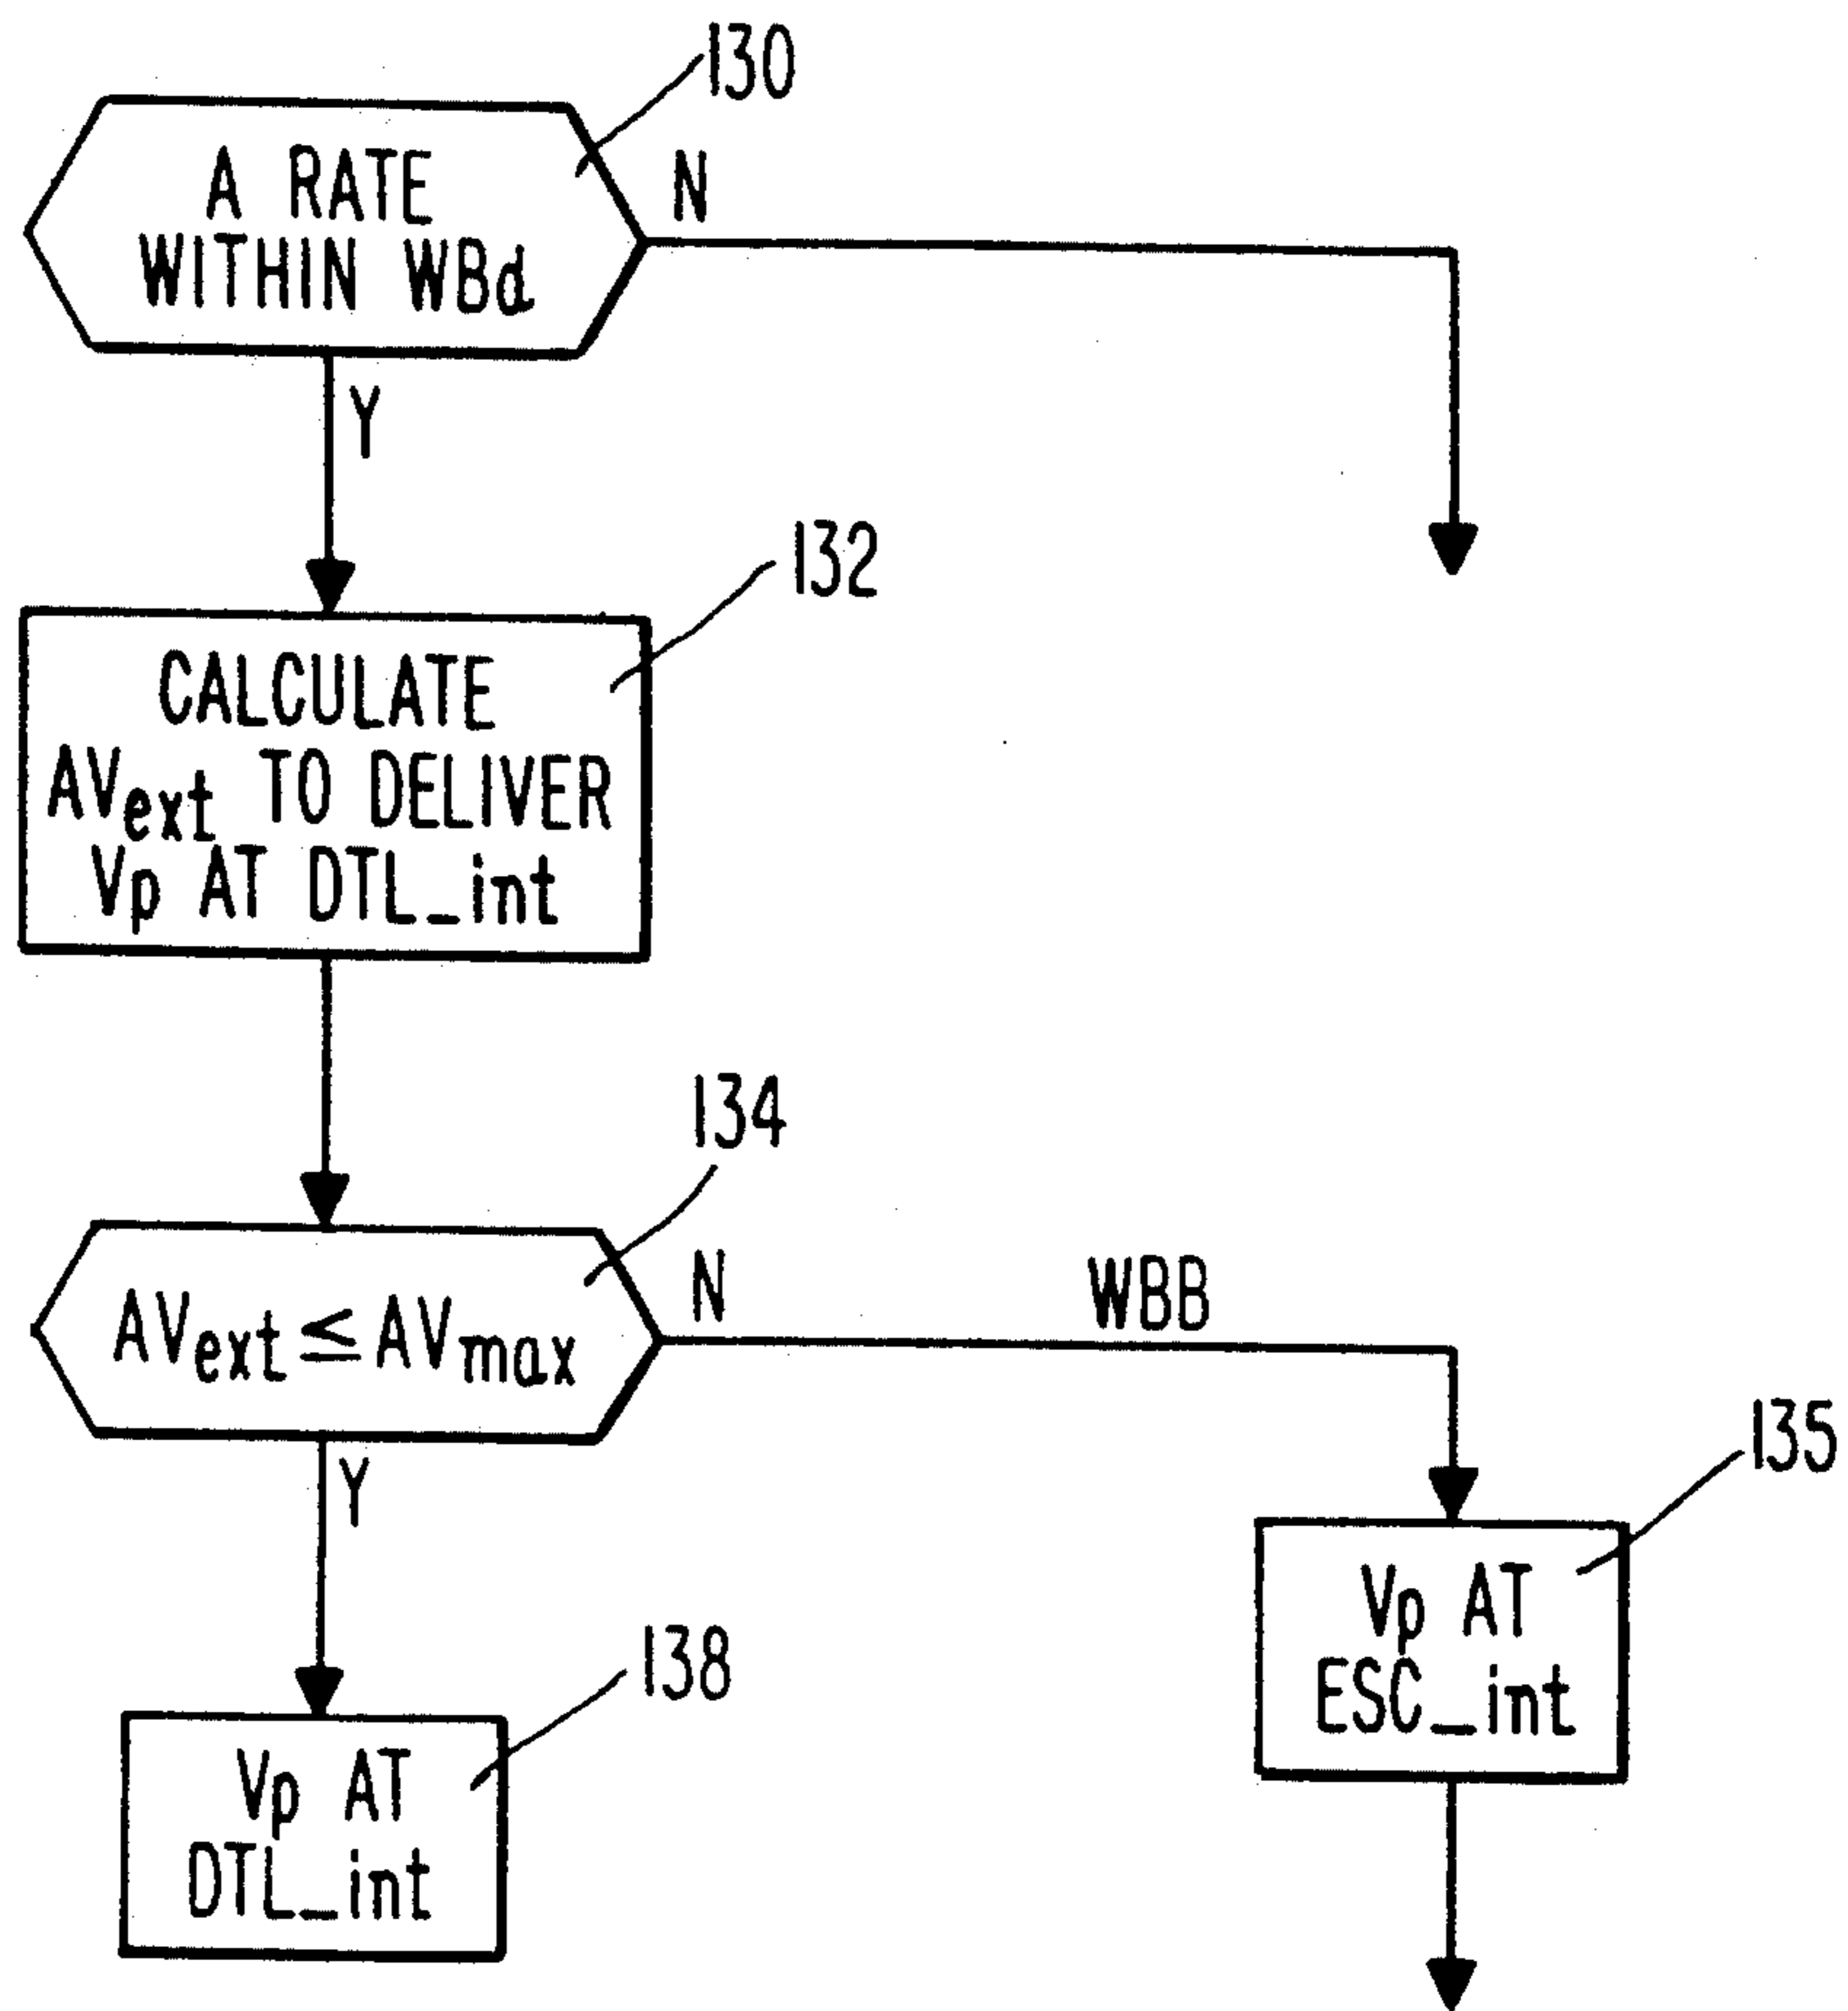 130
A RATE
WITHIN WBd
N
Y
132
CALCULATE
AVext TO DELIVER
Vp AT DTL_int
134
AVext ≤ AVmax
N
WBB
Y
135
Vp AT
ESC_int
138
Vp AT
DTL_int